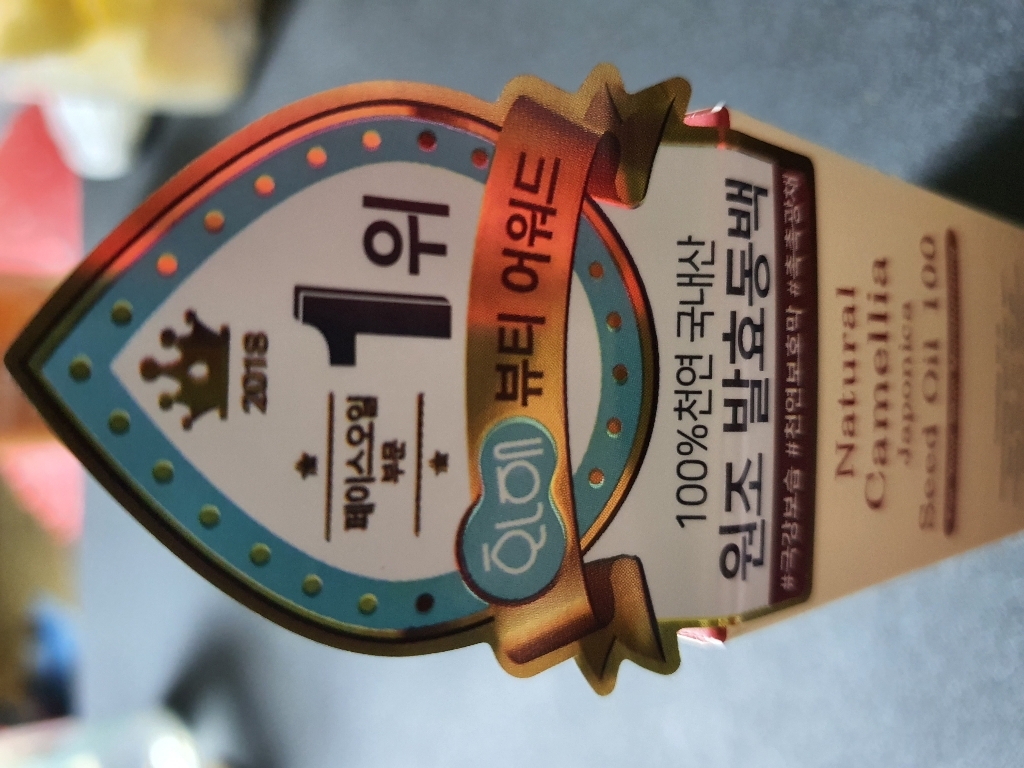 2018
페이스오일
부문
1위
화해
뷰티 어워드
100%천연 국내산
원조 발효동백
#극강보습 #천연보호막 #촉촉광채
Natural
Camellia
Japonica
Seed Oil 100